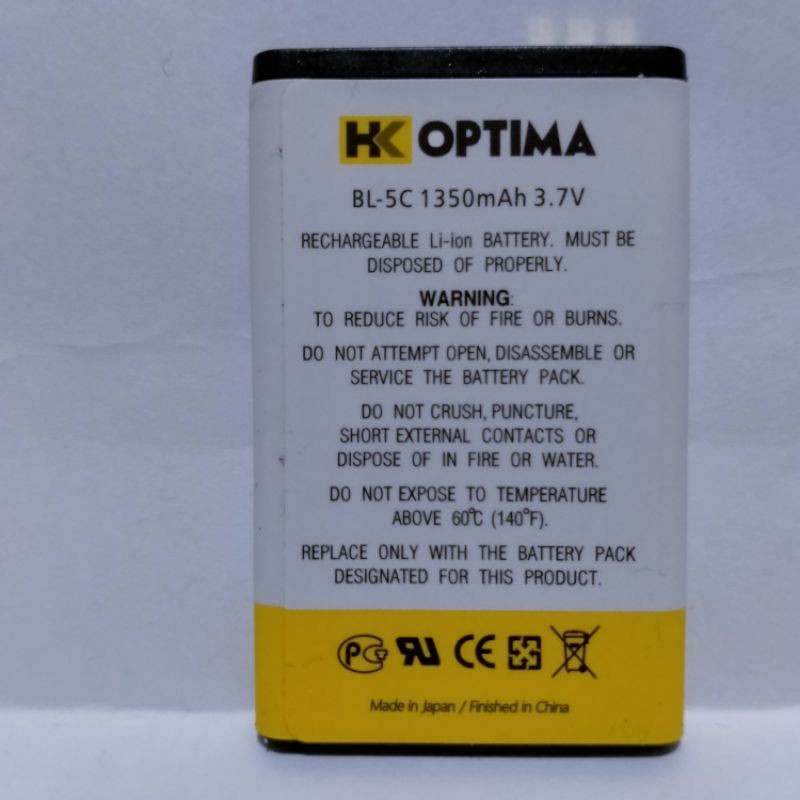 HK OPTIMA
BL-5C 1350mAh 3.7V
RECHARGEABLE Li-ion BATTERY. MUST BE
DISPOSED OF PROPERLY.
WARNING:
TO REDUCE RISK OF FIRE OR BURNS.
DO NOT ATTEMPT OPEN, DISASSEMBLE OR
SERVICE THE BATTERY PACK.
DO NOT CRUSH, PUNCTURE,
SHORT EXTERNAL CONTACTS OR
DISPOSE OF IN FIRE OR WATER.
DO NOT EXPOSE TO TEMPERATURE
ABOVE 60℃ (140°F).
REPLACE ONLY WITH THE BATTERY PACK
DESIGNATED FOR THIS PRODUCT.
CE
Made in Japan / Finished in China